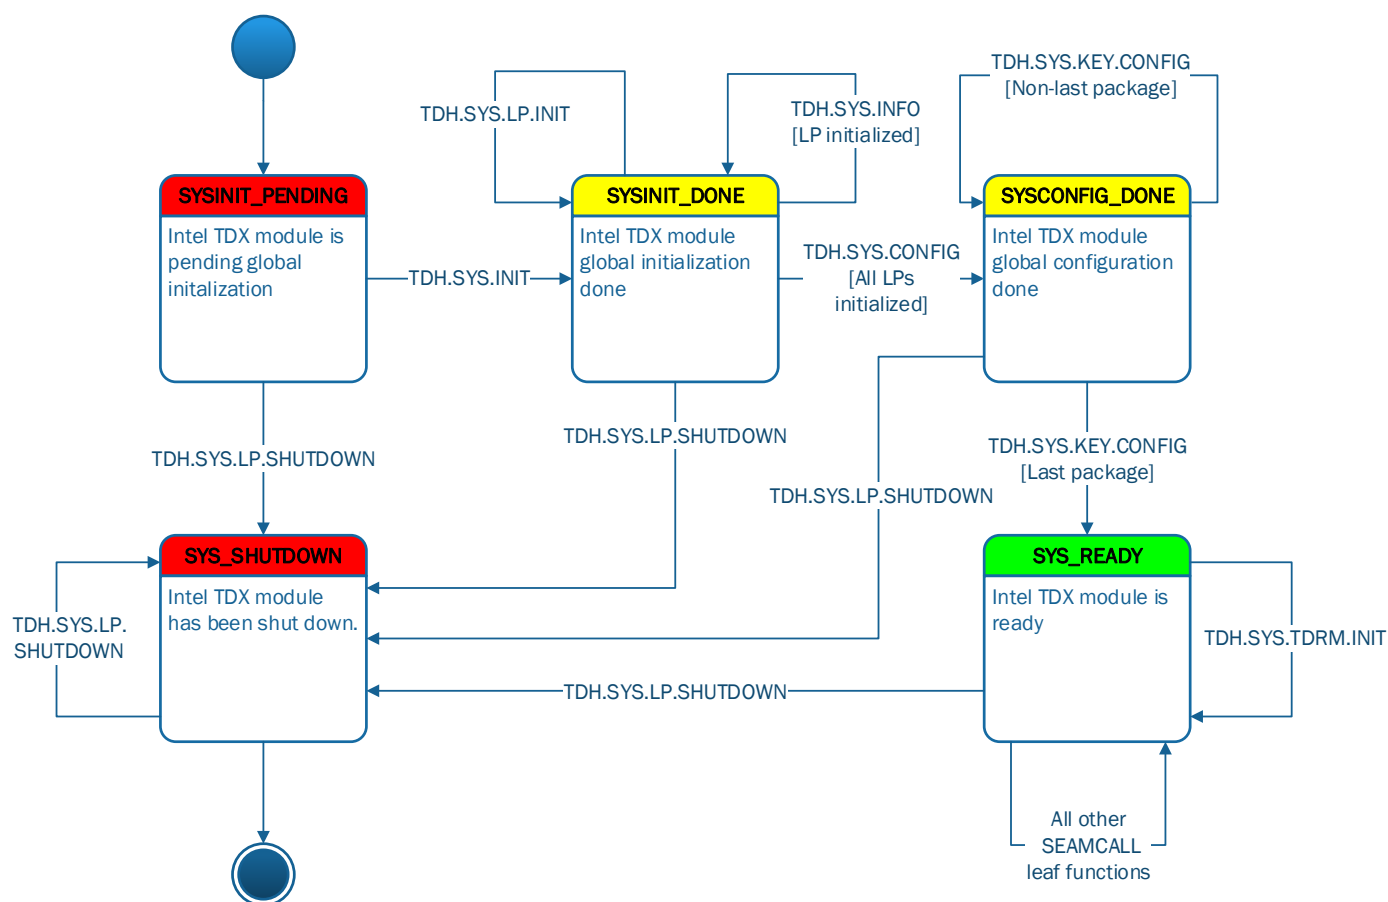 TDH.SYS.KEY.CONFIG
[Non-last package]
TDH.SYS.LP.INIT
TDH.SYS.INFO
[LP initialized]
SYSINIT_PENDING
Intel TDX module is
pending global
initalization
SYSINIT_DONE
Intel TDX module
global initialization
done
SYSCONFIG_DONE
Intel TDX module
global configuration
done
TDH.SYS.INIT
TDH.SYS.CONFIG
[All LPs
initialized]
TDH.SYS.LP.SHUTDOWN
TDH.SYS.LP.SHUTDOWN
TDH.SYS.LP.SHUTDOWN
TDH.SYS.KEY.CONFIG
[Last package]
SYS_SHUTDOWN
Intel TDX module
has been shut down.
TDH.SYS.LP.
SHUTDOWN
SYS_READY
Intel TDX module is
ready
TDH.SYS.TDRM.INIT
TDH.SYS.LP.SHUTDOWN
All other
SEAMCALL
leaf functions